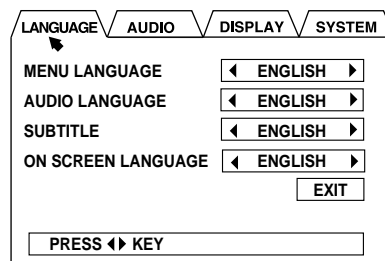 LANGUAGE AUDIO DISPLAY SYSTEM
MENU LANGUAGE ENGLISH
AUDIO LANGUAGE ENGLISH
SUBTITLE ENGLISH
ON SCREEN LANGUAGE ENGLISH
EXIT
PRESS ◀▶ KEY